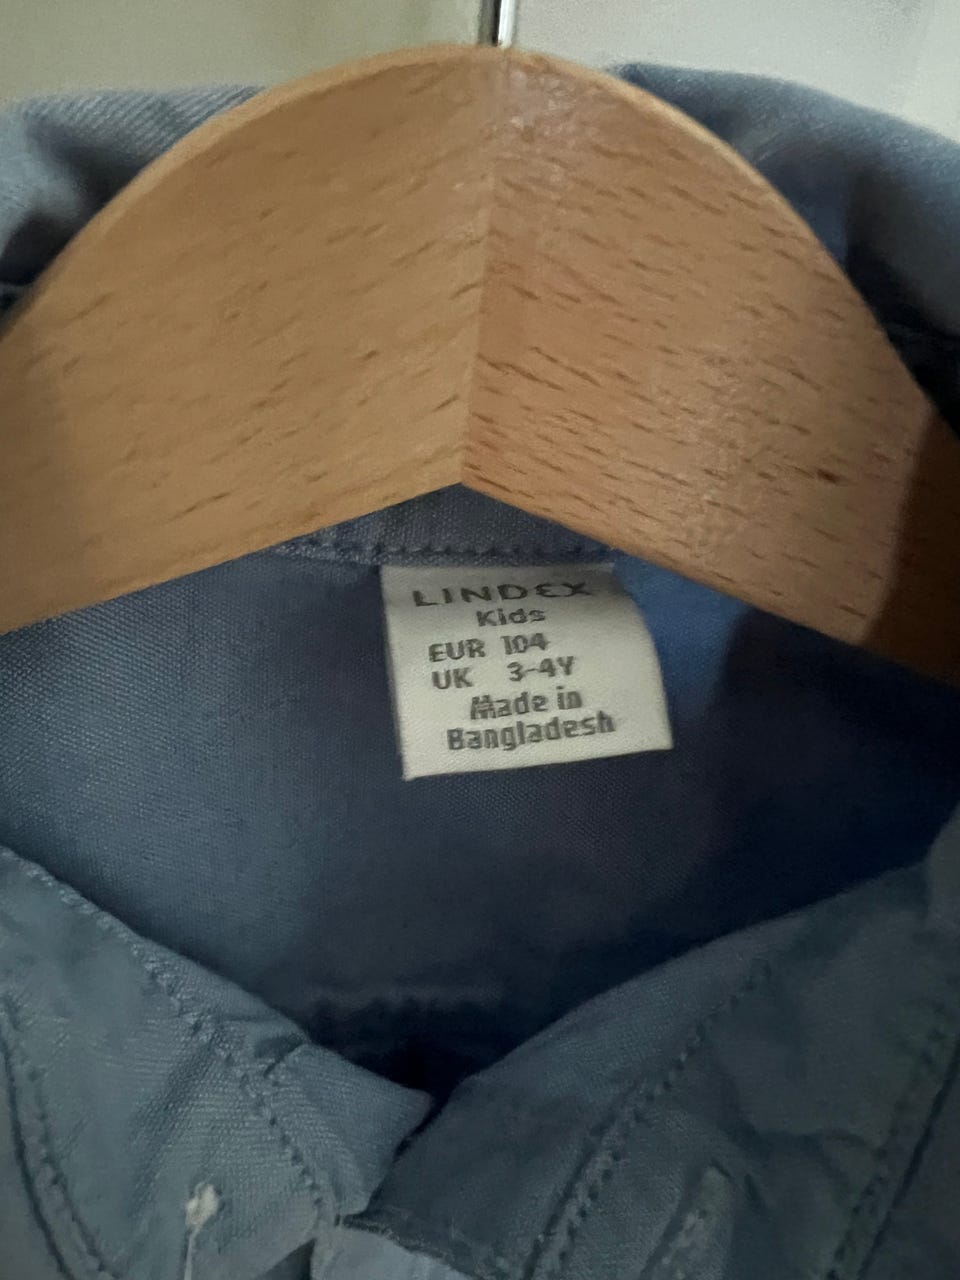 LINDEX
Kids
EUR 104
UK 3-4Y
Made in
Bangladesh